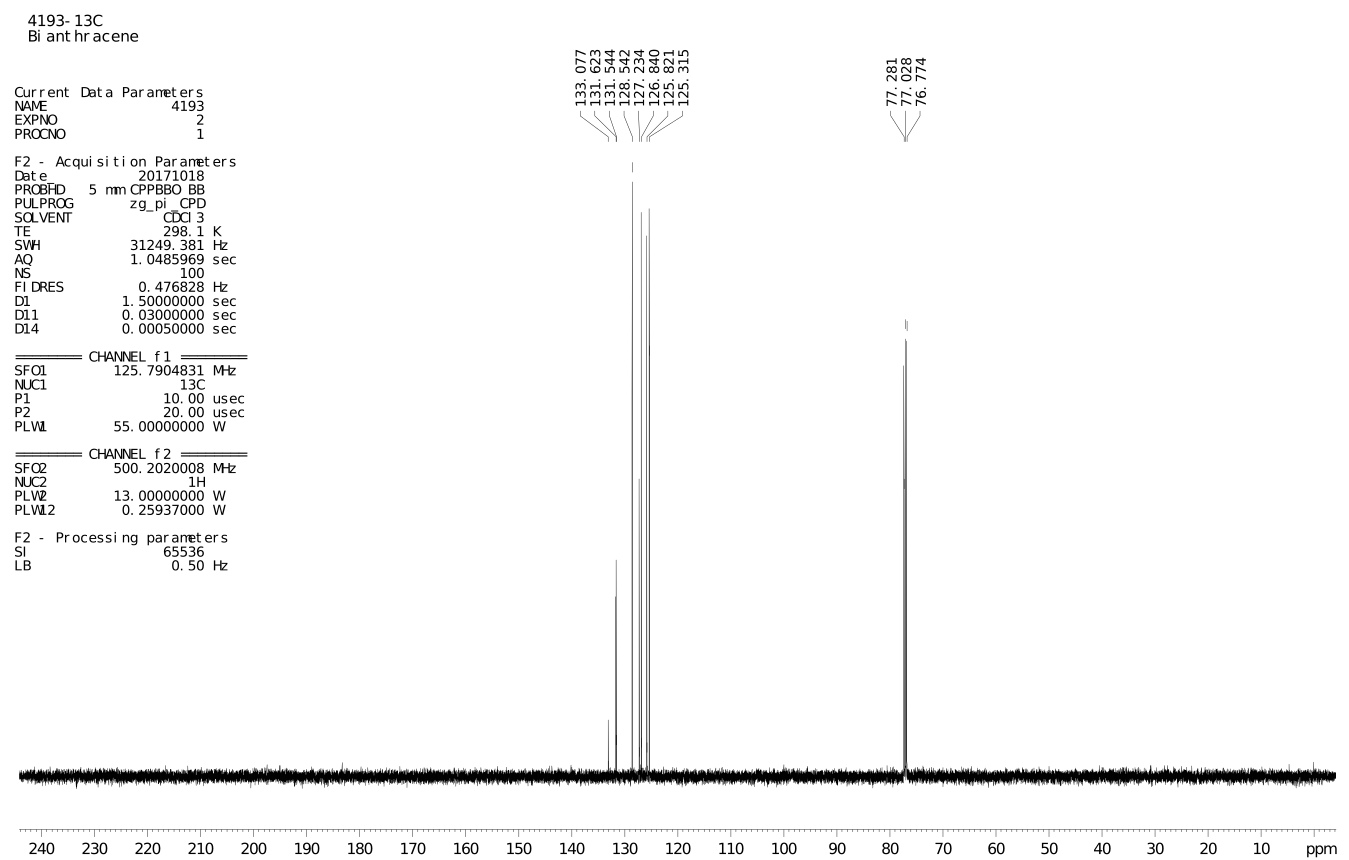 4193-13C
Bianthracene
133.077
131.623
131.544
128.542
127.234
126.840
125.821
125.315
77.281
77.028
76.774
Current Data Parameters
NAME 4193
EXPNO 2
PROCNO 1
F2 - Acquisition Parameters
Date_ 20171018
PROBHD 5 mm CPPBBO BB
PULPROG zg_pi_CPD
SOLVENT CDCl3
TE 298.1 K
SWH 31249.381 Hz
AQ 1.0485969 sec
NS 100
FIDRES 0.476828 Hz
D1 1.50000000 sec
D11 0.03000000 sec
D14 0.00050000 sec
======== CHANNEL f1 ========
SFO1 125.7904831 MHz
NUC1 13C
P1 10.00 usec
P2 20.00 usec
PLW1 55.00000000 W
======== CHANNEL f2 ========
SFO2 500.2020008 MHz
NUC2 1H
PLW2 13.00000000 W
PLW12 0.25937000 W
F2 - Processing parameters
SI 65536
LB 0.50 Hz
240 230 220 210 200 190 180 170 160 150 140 130 120 110 100 90 80 70 60 50 40 30 20 10 ppm